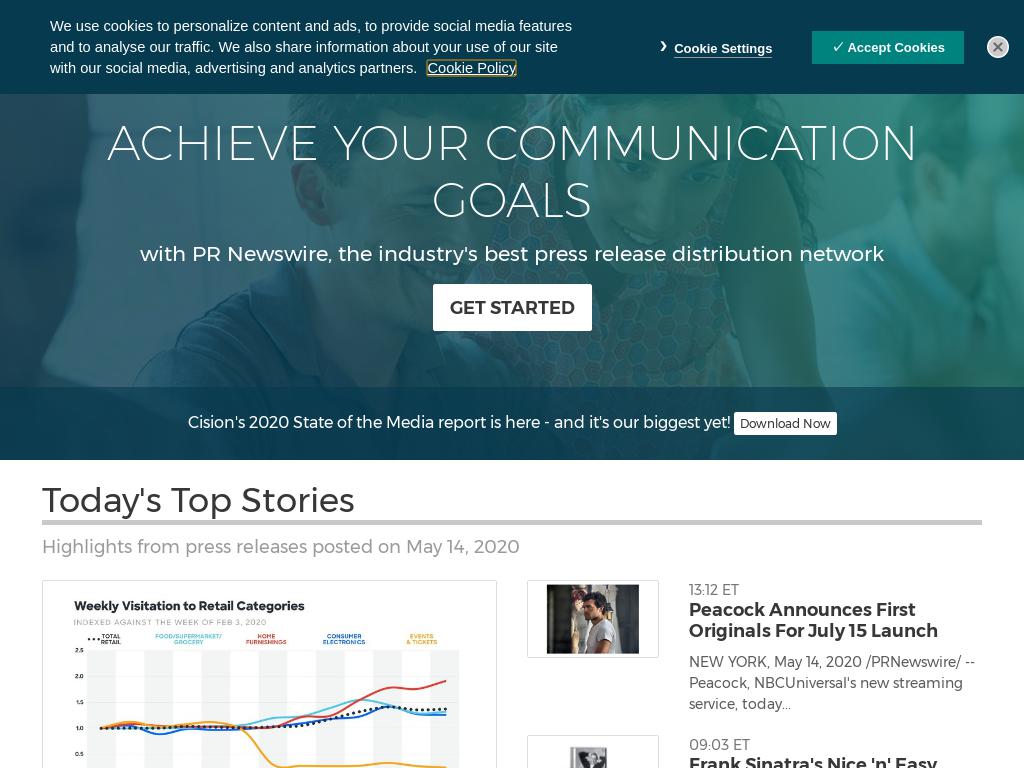 We use cookies to personalize content and ads, to provide social media features
and to analyse our traffic. We also share information about your use of our site
with our social media, advertising and analytics partners. Cookie Policy
❯ Cookie Settings
✓ Accept Cookies
ACHIEVE YOUR COMMUNICATION
GOALS
with PR Newswire, the industry's best press release distribution network
GET STARTED
Cision's 2020 State of the Media report is here - and it's our biggest yet! Download Now
Today's Top Stories
Highlights from press releases posted on May 14, 2020
Weekly Visitation to Retail Categories
INDEXED AGAINST THE WEEK OF FEB 3, 2020
TOTAL
RETAIL
FOOD/SUPERMARKET/
GROCERY
HOME
FURNISHINGS
CONSUMER
ELECTRONICS
EVENTS
& TICKETS
2.5
2.0
1.5
1.0
0.5
13:12 ET
Peacock Announces First
Originals For July 15 Launch
NEW YORK, May 14, 2020 /PRNewswire/ --
Peacock, NBCUniversal's new streaming
service, today...
09:03 ET
Frank Sinatra's Nice 'n' Easy